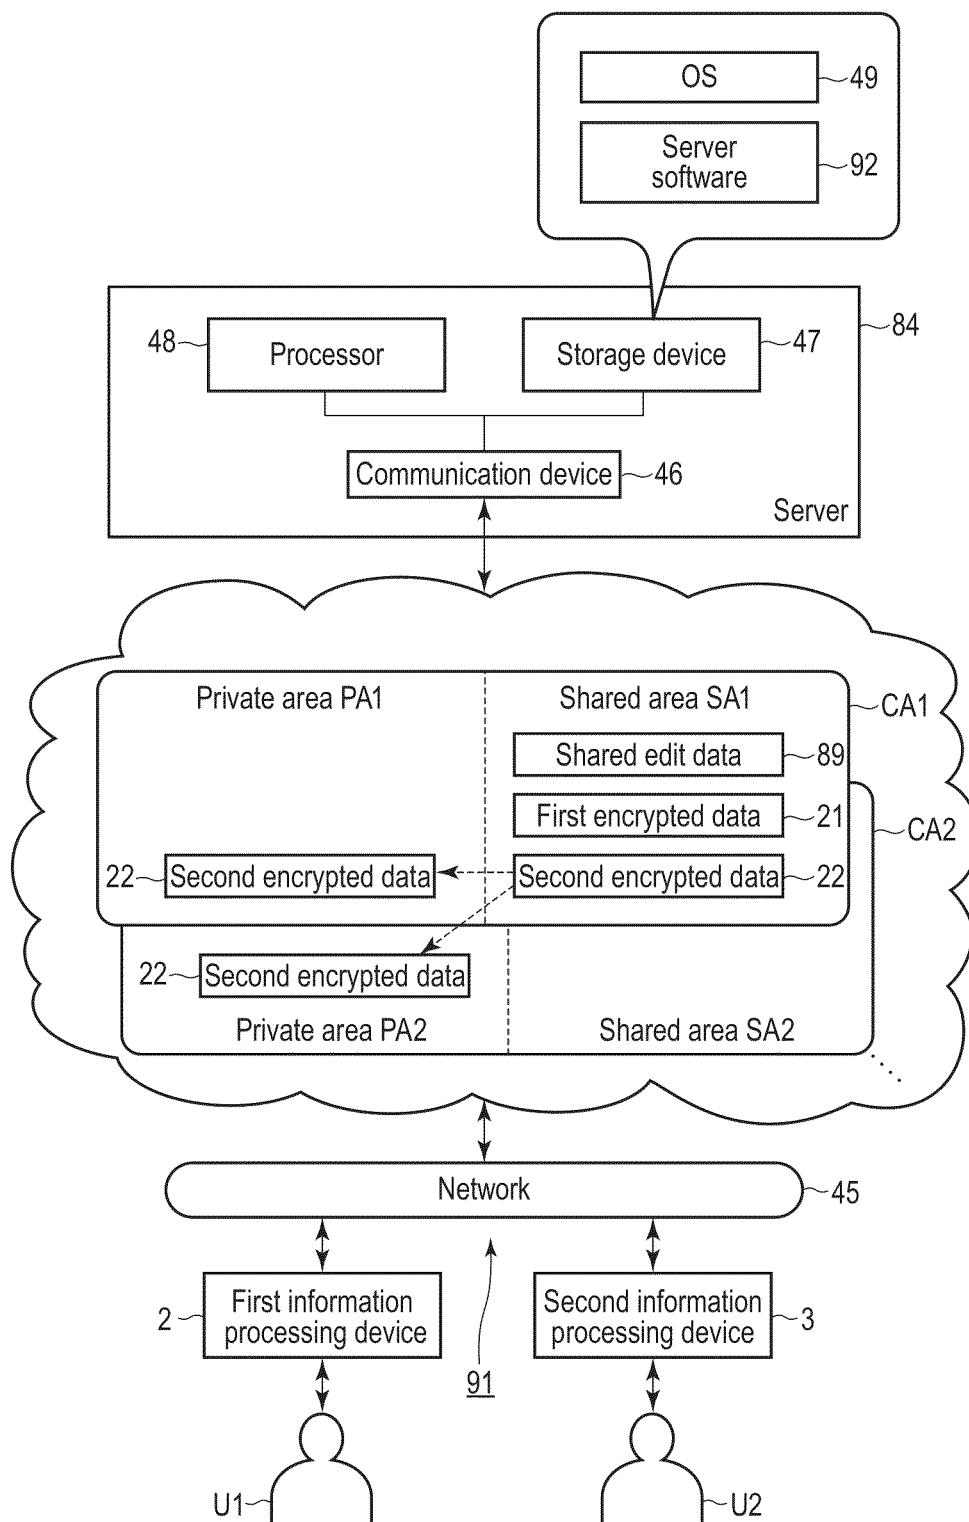 OS
49
Server
software
92
84
48
Processor
Storage device
47
Communication device
46
Server
Private area PA1
Shared area SA1
CA1
Shared edit data
89
First encrypted data
21
CA2
22
Second encrypted data
Second encrypted data
22
22
Second encrypted data
Private area PA2
Shared area SA2
Network
45
2
First information
processing device
Second information
processing device
3
91
U1
U2